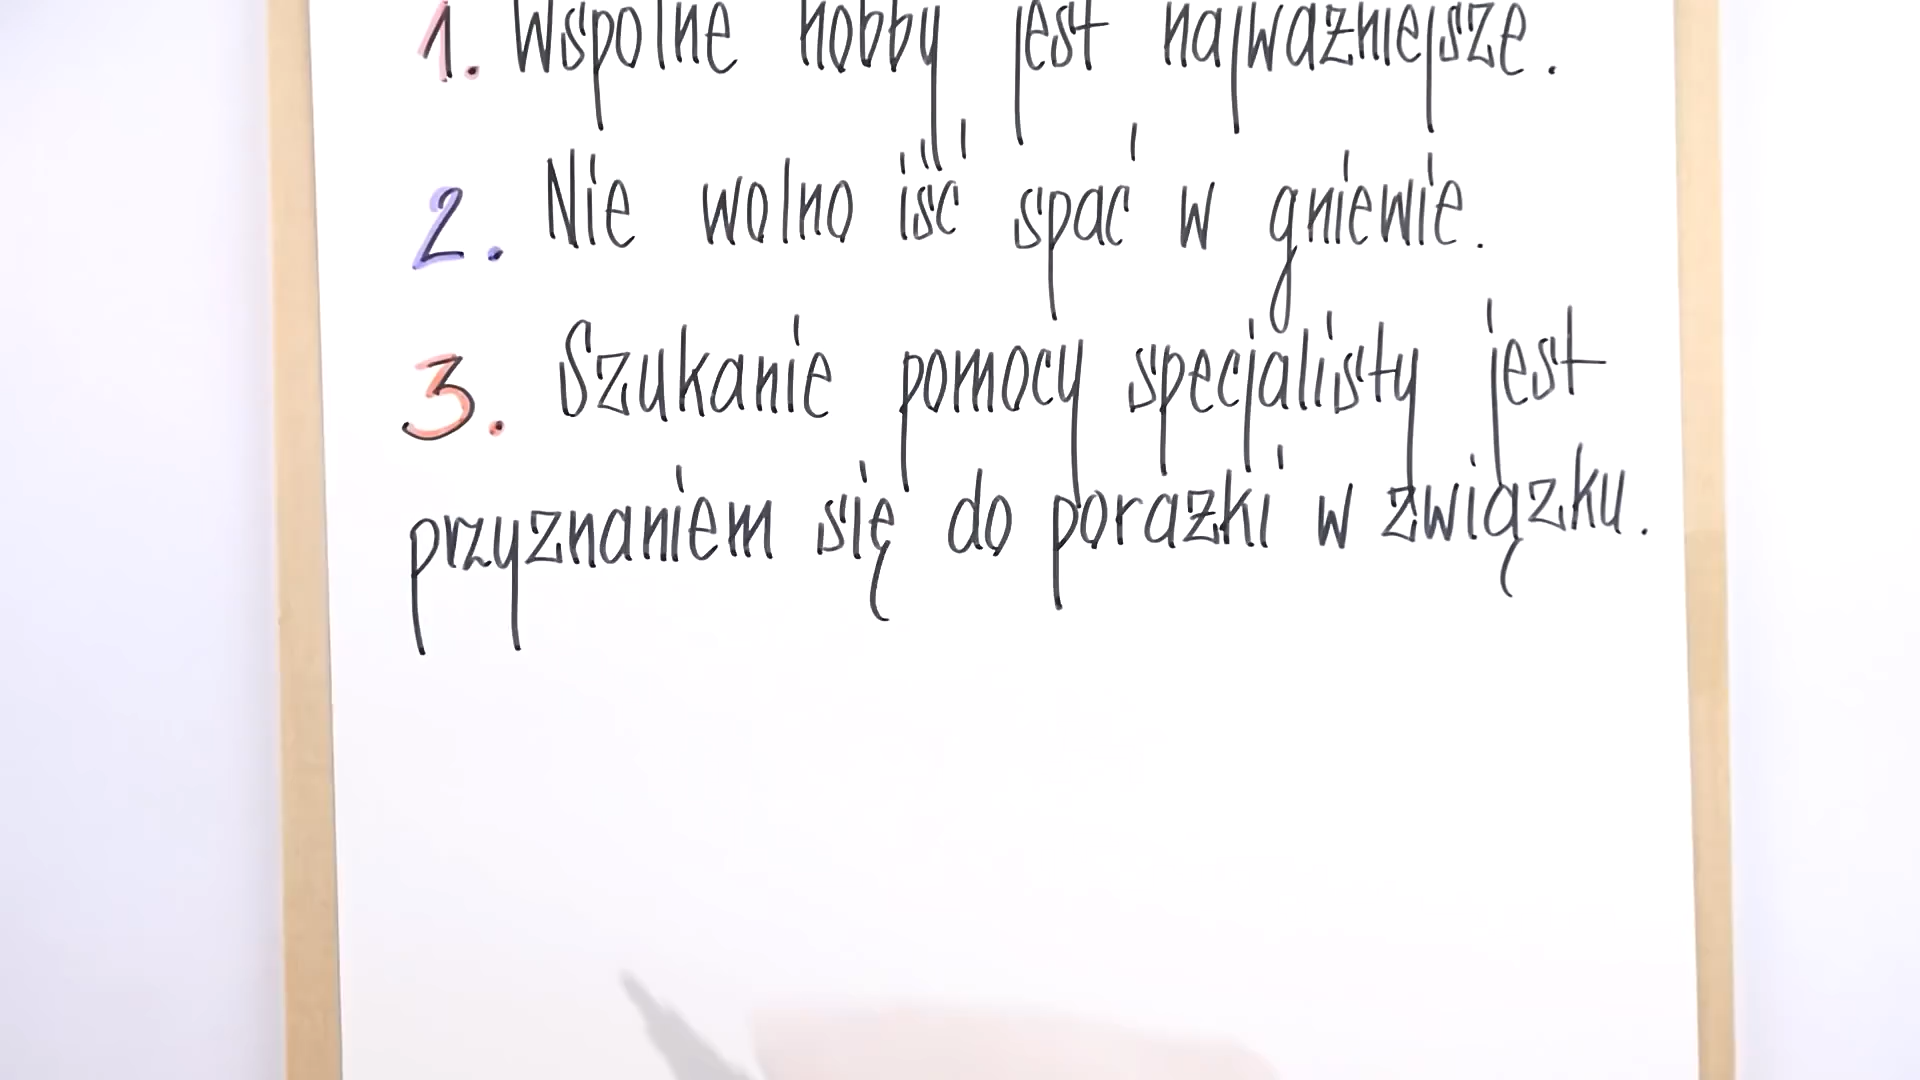 1. Wspólne hobby jest najważniejsze.
2. Nie wolno iść spać w gniewie.
3. Szukanie pomocy specjalisty jest
przyznaniem się do porażki w związku.